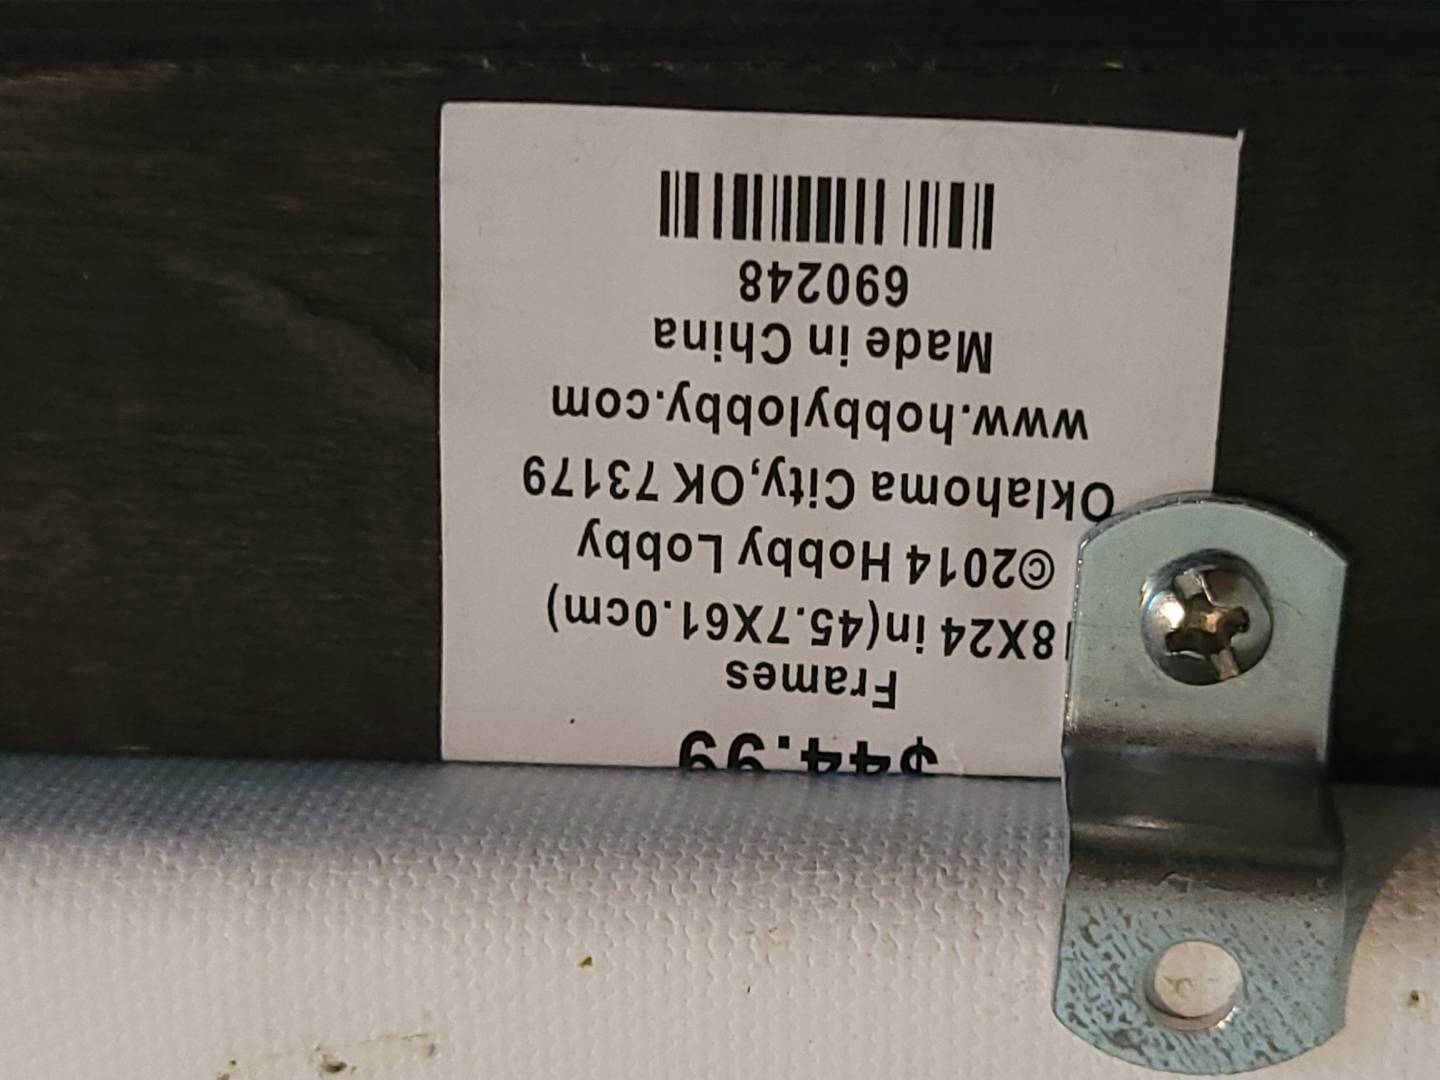 $44.99
Frames
18X24 in(45.7X61.0cm)
©2014 Hobby Lobby
Oklahoma City,OK 73179
www.hobbylobby.com
Made in China
690248